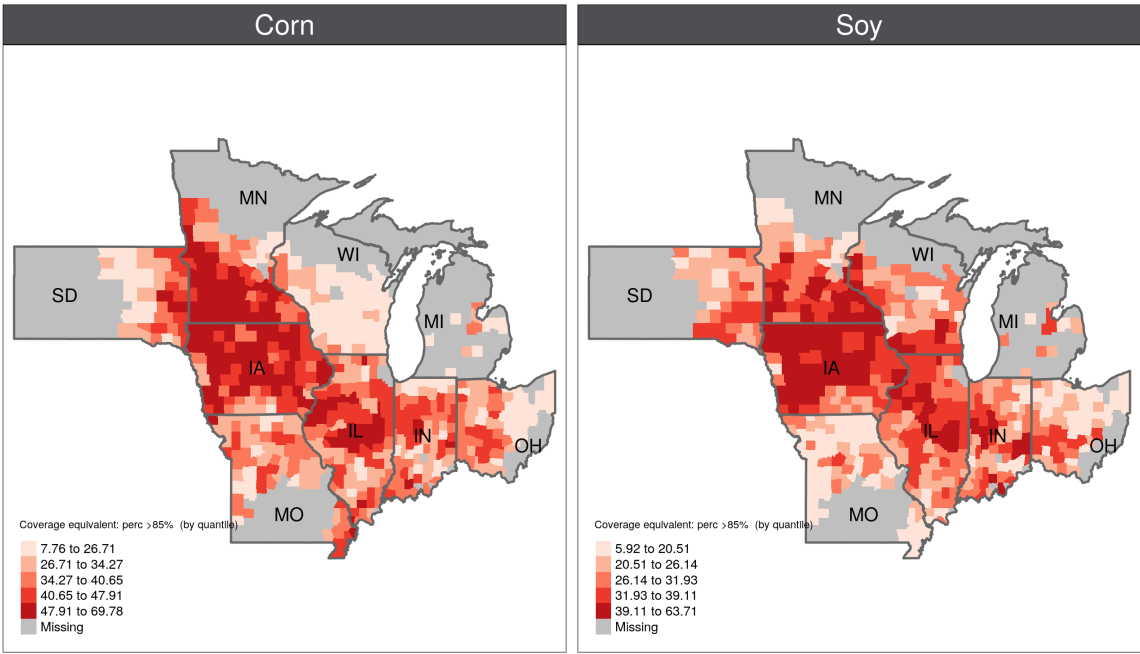 Corn
MN
WI
SD
MI
IA
IL
IN
OH
MO
Coverage equivalent: perc >85%  (by quantile)
7.76 to 26.71
26.71 to 34.27
34.27 to 40.65
40.65 to 47.91
47.91 to 69.78
Missing
Soy
MN
WI
SD
MI
IA
IL
IN
OH
MO
Coverage equivalent: perc >85%  (by quantile)
5.92 to 20.51
20.51 to 26.14
26.14 to 31.93
31.93 to 39.11
39.11 to 63.71
Missing